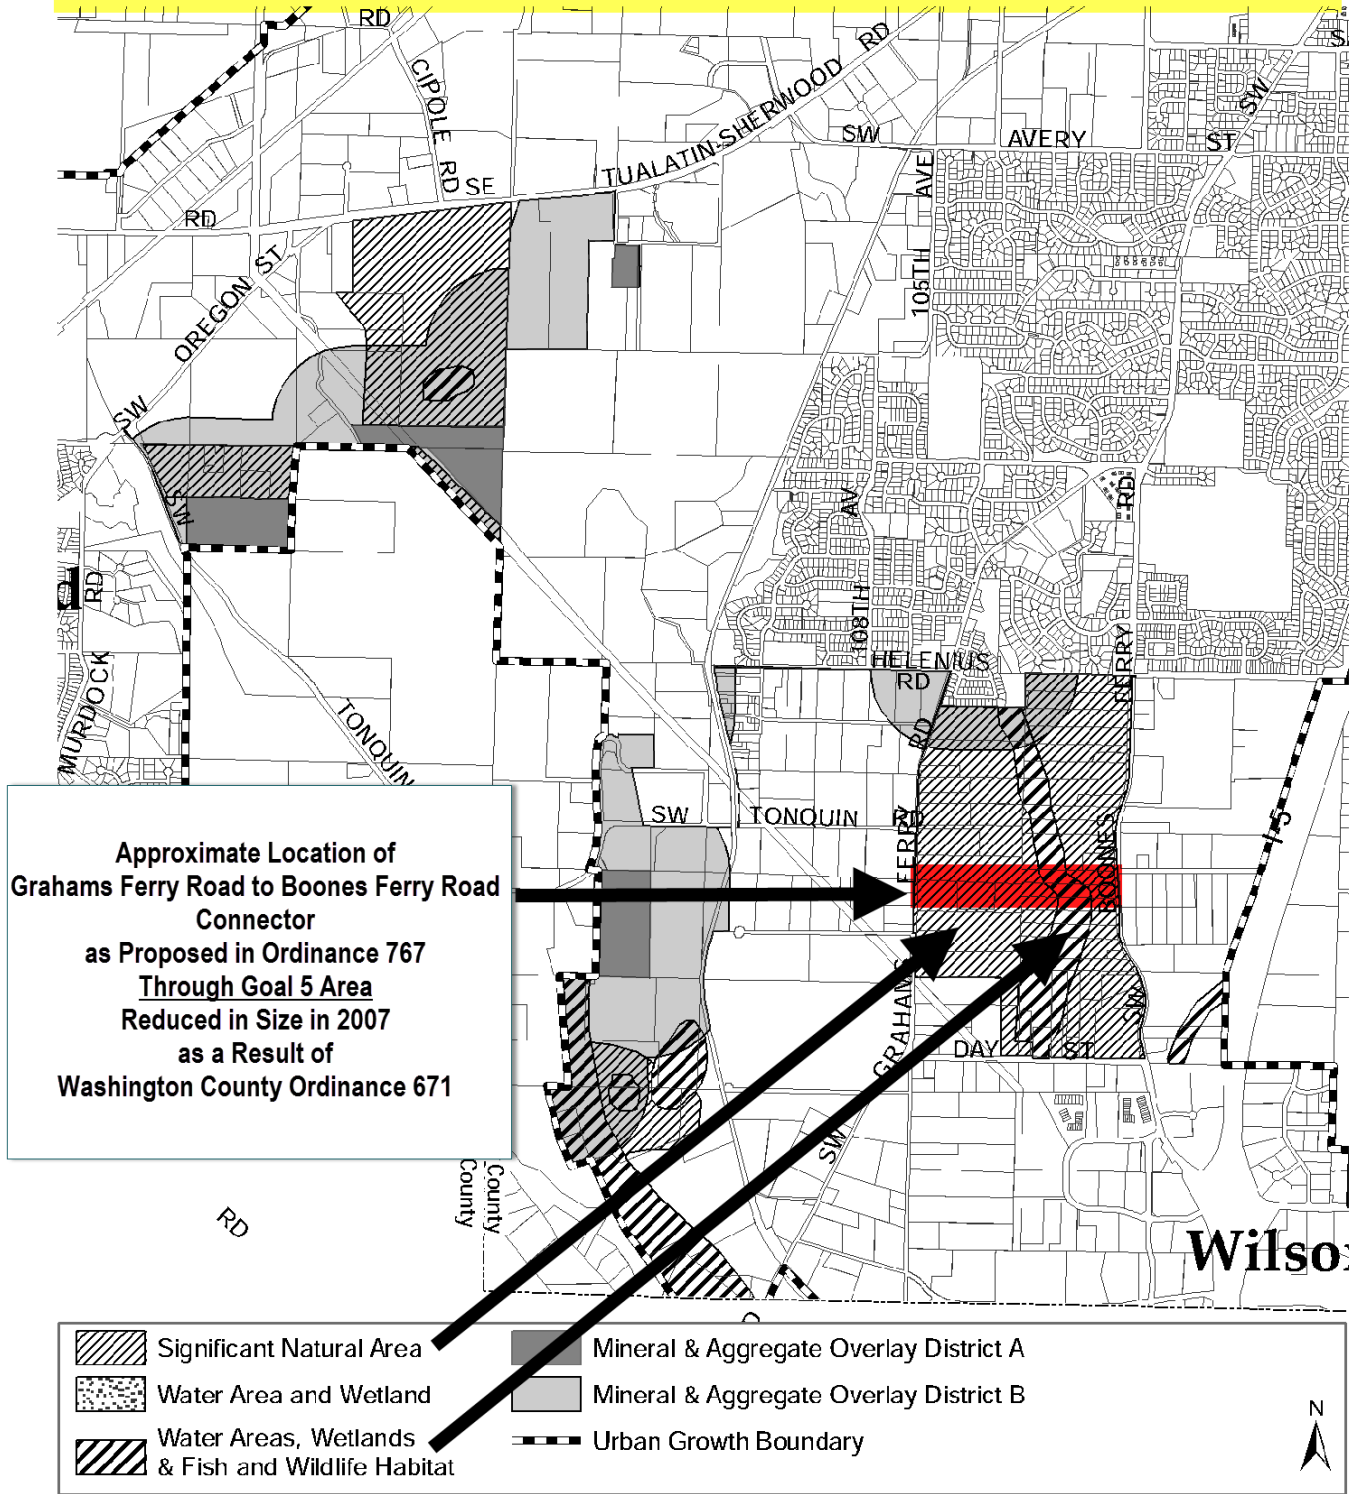 RD
CIPOLE RD
TUALATIN-SHERWOOD RD
SE
SW
AVERY
ST
SW
S
RD
OREGON ST
AVE
105TH
SW
SW
AV
108TH
RD
RD
MURDOCK
TONQUIN
HELENIUS
RD
FERRY
RD
SW
TONQUIN
RD
FERRY
BOONES
I-5
GRAHAMS
SW
DAY
ST
SW
County
County
RD
Wilso
Approximate Location of
Grahams Ferry Road to Boones Ferry Road
Connector
as Proposed in Ordinance 767
Through Goal 5 Area
Reduced in Size in 2007
as a Result of
Washington County Ordinance 671
Significant Natural Area
Water Area and Wetland
Water Areas, Wetlands
& Fish and Wildlife Habitat
Mineral & Aggregate Overlay District A
Mineral & Aggregate Overlay District B
Urban Growth Boundary
N